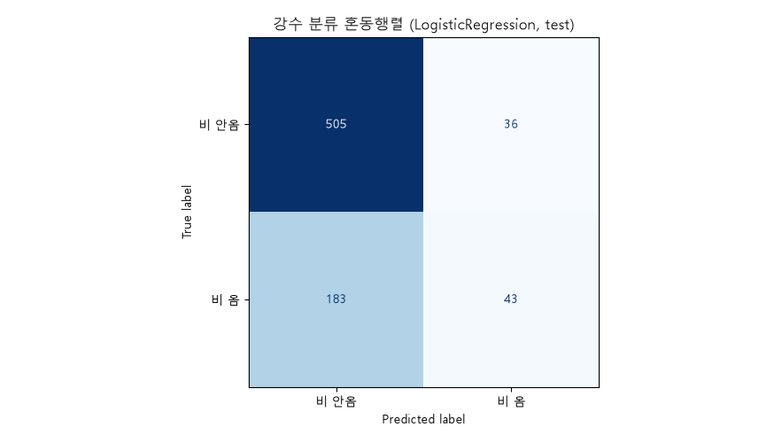 강수 분류 혼동행렬 (LogisticRegression, test)
True label
비 안옴
505
36
비 옴
183
43
비 안옴
비 옴
Predicted label